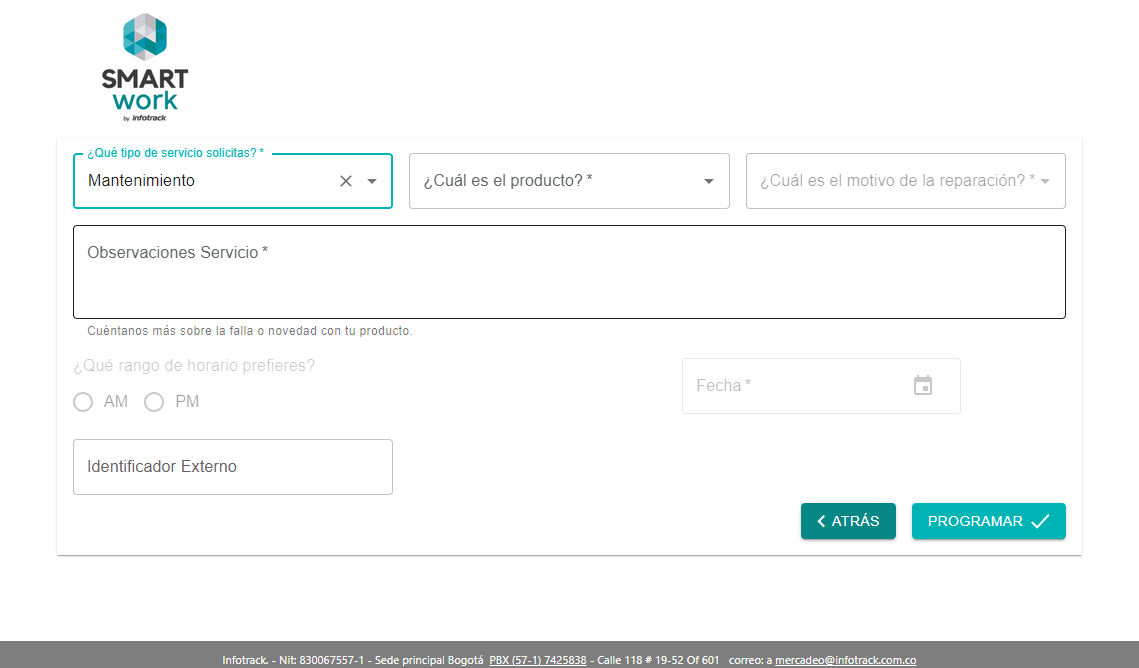 SMART
work
by infotrack
¿Qué tipo de servicio solicitas? *
Mantenimiento
¿Cuál es el producto? *
¿Cuál es el motivo de la reparación? *
Observaciones Servicio *
Cuéntanos más sobre la falla o novedad con tu producto.
¿Qué rango de horario prefieres?
AM PM
Fecha *
Identificador Externo
ATRÁS
PROGRAMAR
Infotrack. - Nit: 830067557-1 - Sede principal Bogotá PBX (57-1) 7425838 - Calle 118 # 19-52 Of 601 correo: a mercadeo@infotrack.com.co